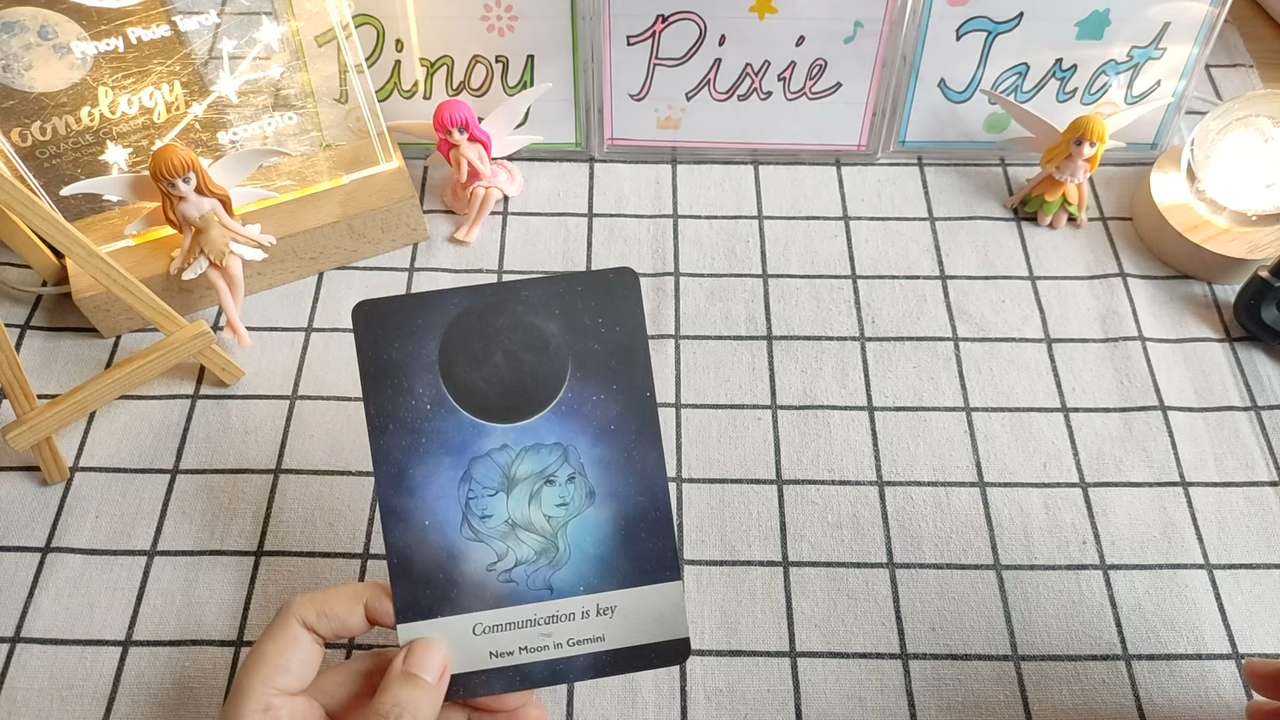 Pinoy Pixie Tarot
oonology
ORACLE CARDS
scorpio
Pinoy
Pixie
Tarot
Communication is key
New Moon in Gemini